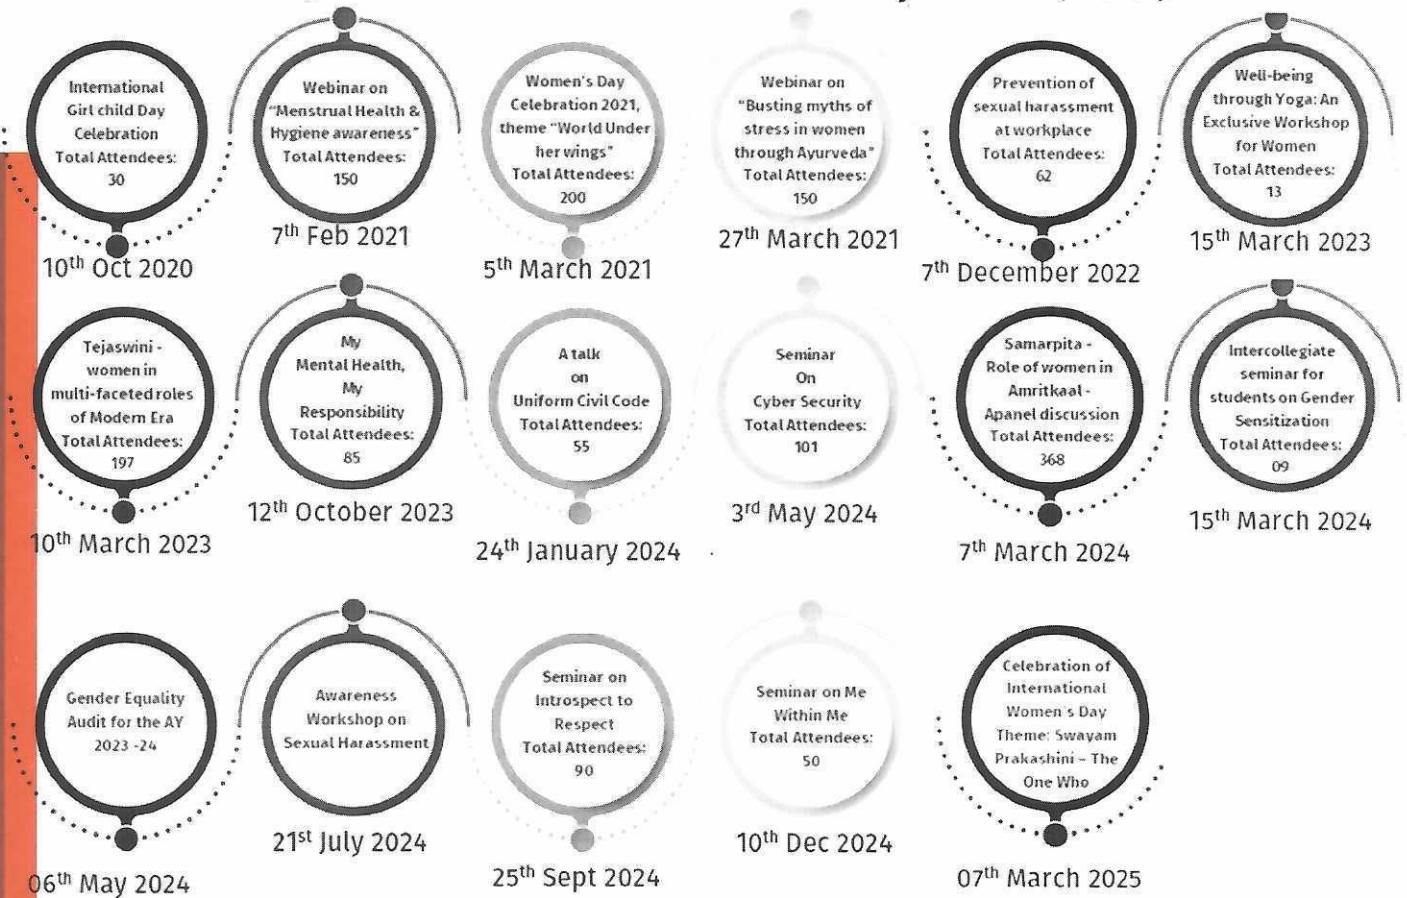 International
Girl child Day
Celebration
Total Attendees:
30
10th Oct 2020
Webinar on
"Menstrual Health &
Hygiene awareness"
Total Attendees:
150
7th Feb 2021
Women's Day
Celebration 2021,
theme "World Under
her wings"
Total Attendees:
200
5th March 2021
Webinar on
"Busting myths of
stress in women
through Ayurveda"
Total Attendees:
150
27th March 2021
Prevention of
sexual harassment
at workplace
Total Attendees:
62
7th December 2022
Well-being
through Yoga: An
Exclusive Workshop
for Women
Total Attendees:
13
15th March 2023
Tejaswini -
women in
multi-faceted roles
of Modern Era
Total Attendees:
197
10th March 2023
My
Mental Health,
My
Responsibility
Total Attendees:
85
12th October 2023
A talk
on
Uniform Civil Code
Total Attendees:
55
24th January 2024
Seminar
On
Cyber Security
Total Attendees:
101
3rd May 2024
Samarpita -
Role of women in
Amritkaal -
Apanel discussion
Total Attendees:
368
7th March 2024
Intercollegiate
seminar for
students on Gender
Sensitization
Total Attendees:
09
15th March 2024
Gender Equality
Audit for the AY
2023 -24
06th May 2024
Awareness
Workshop on
Sexual Harassment
21st July 2024
Seminar on
Introspect to
Respect
Total Attendees:
90
25th Sept 2024
Seminar on Me
Within Me
Total Attendees:
50
10th Dec 2024
Celebration of
International
Women's Day
Theme: Swayam
Prakashini – The
One Who
07th March 2025